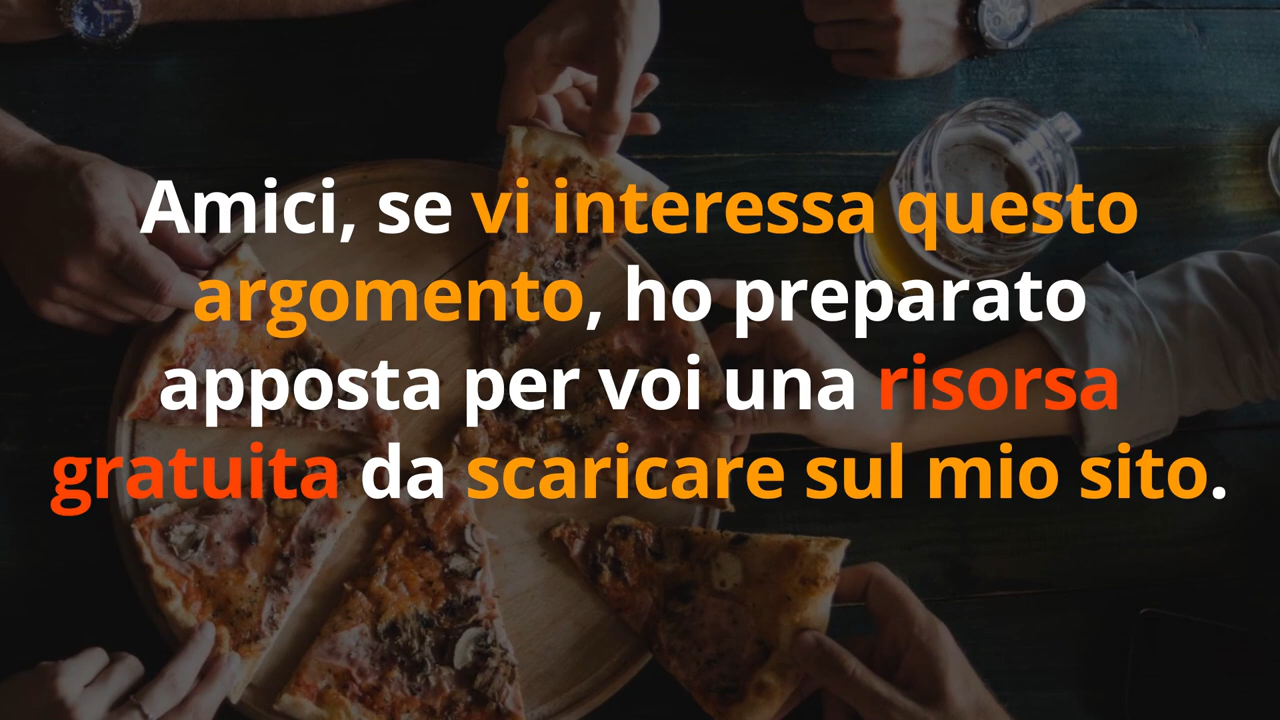 Amici, se vi interessa questo
argomento, ho preparato
apposta per voi una risorsa
gratuita da scaricare sul mio sito.